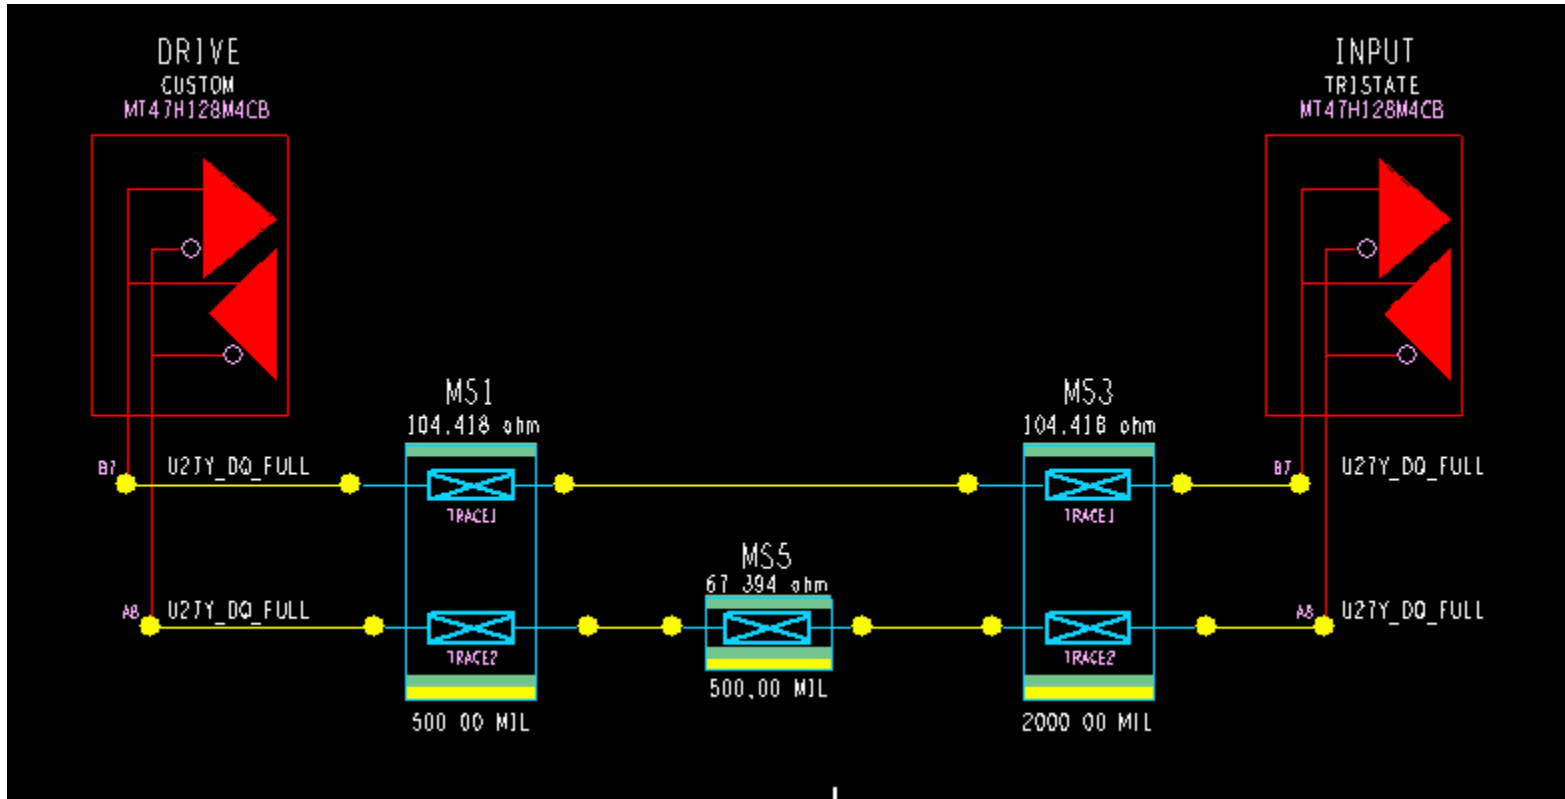 DRIVE
CUSTOM
MT47H128M4CB
INPUT
TRISTATE
MT47H128M4CB
MS1
104.418 ohm
MS3
104.418 ohm
B7
U27Y_DQ_FULL
B7
U27Y_DQ_FULL
TRACE1
TRACE1
MS5
67.394 ohm
A8
U27Y_DQ_FULL
A8
U27Y_DQ_FULL
TRACE2
TRACE2
500.00 MIL
500.00 MIL
2000.00 MIL